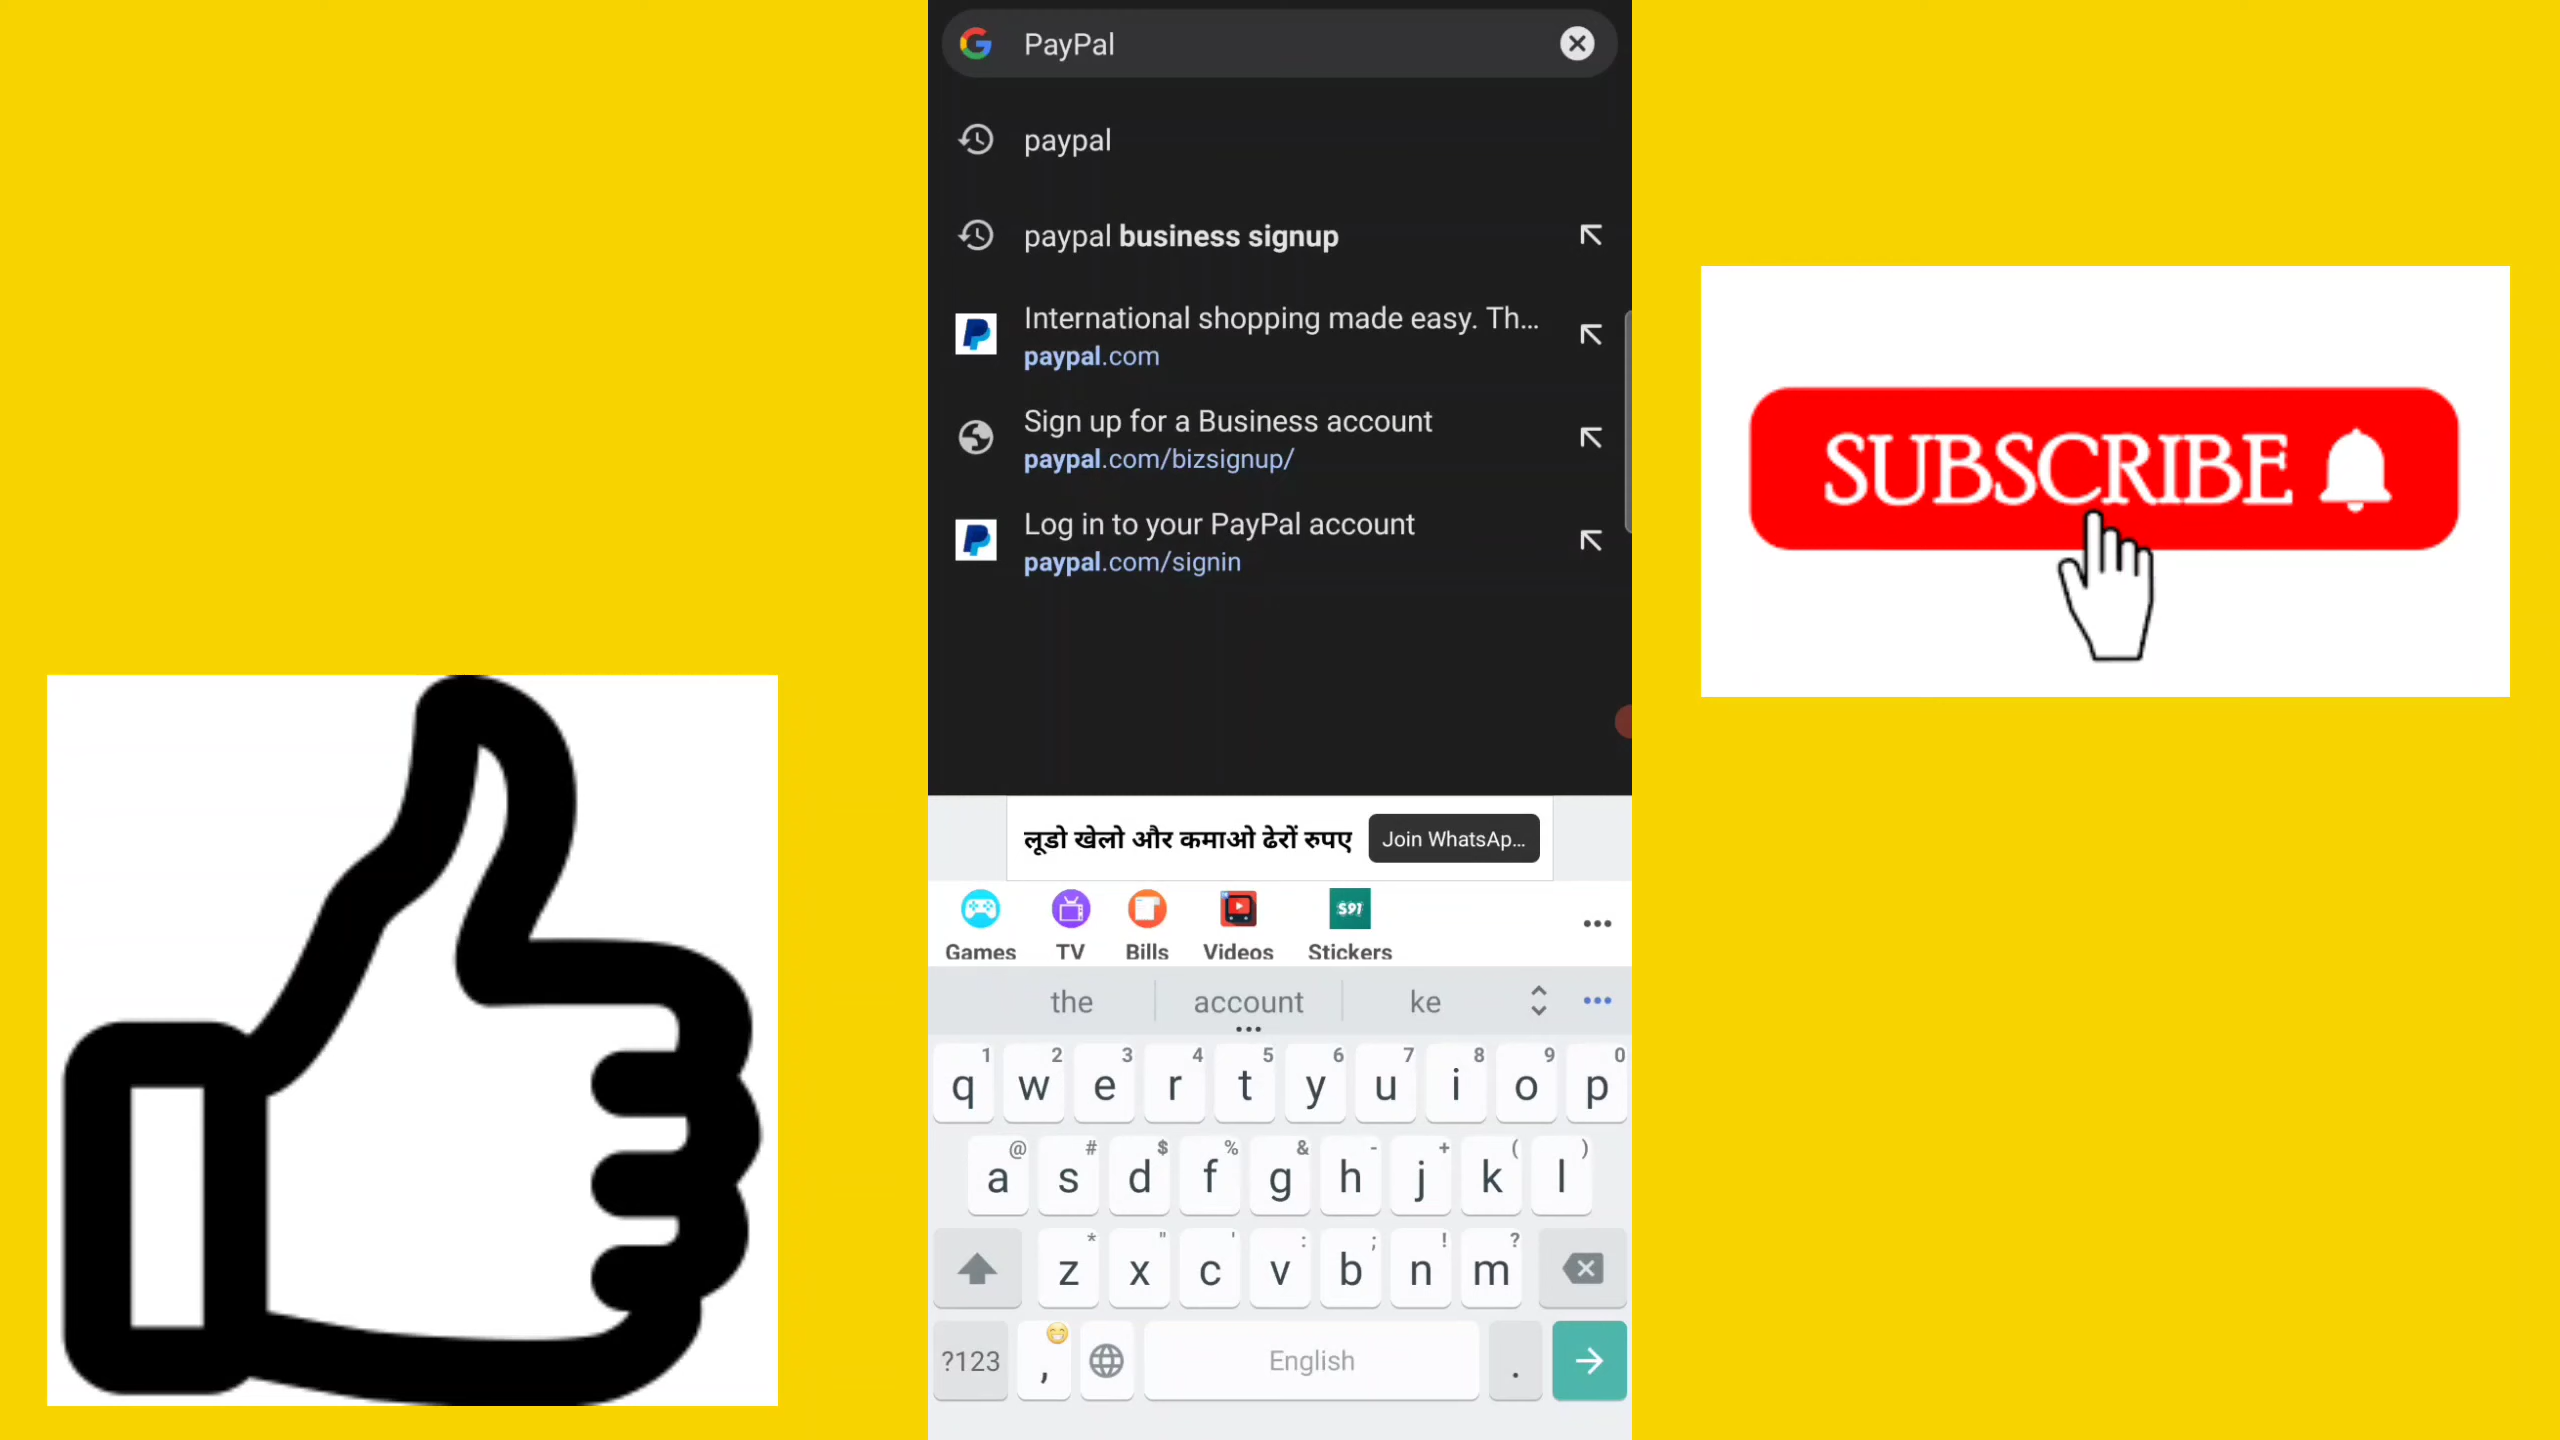 PayPal
paypal
paypal business signup
International shopping made easy. Th...
paypal.com
Sign up for a Business account
paypal.com/bizsignup/
Log in to your PayPal account
paypal.com/signin
SUBSCRIBE
लूडो खेलो और कमाओ ढेरों रुपए
Join WhatsAp...
Games TV Bills Videos Stickers
$91
the account ke
1 2 3 4 5 6 7 8 9 0
q w e r t y u i o p
@ # $ % & - + ( )
a s d f g h j k l
* " ' : ; ! ?
z x c v b n m
?123 , English .